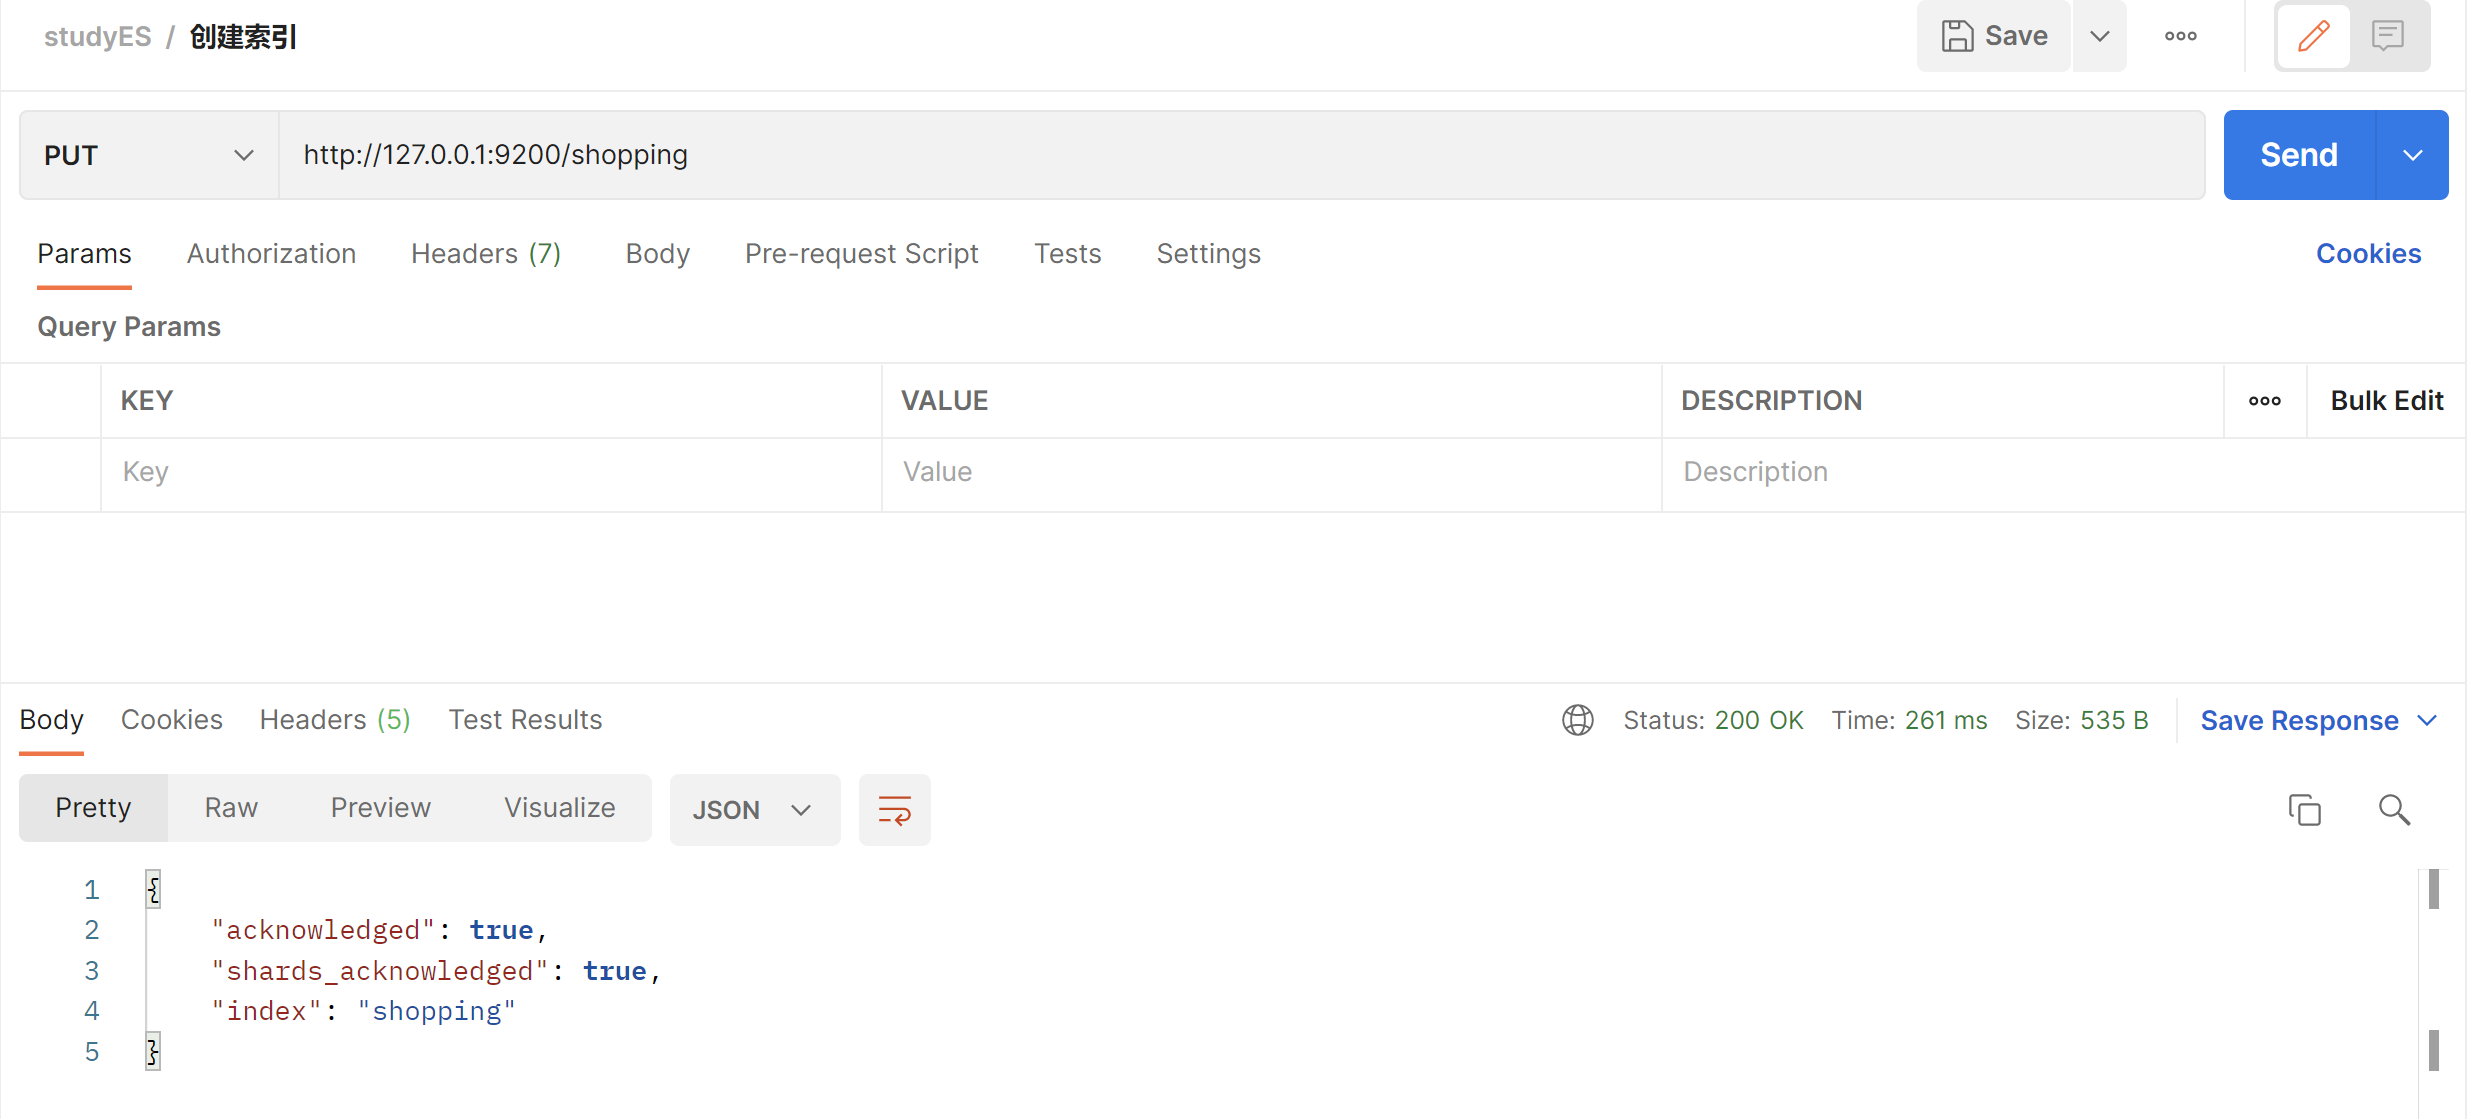 studyES / 创建索引
Save
PUT
http://127.0.0.1:9200/shopping
Send
Params Authorization Headers (7) Body Pre-request Script Tests Settings Cookies
Query Params
KEY VALUE DESCRIPTION Bulk Edit
Key Value Description
Body Cookies Headers (5) Test Results Status: 200 OK Time: 261 ms Size: 535 B Save Response
Pretty Raw Preview Visualize JSON
1 {
2 "acknowledged": true,
3 "shards_acknowledged": true,
4 "index": "shopping"
5 }